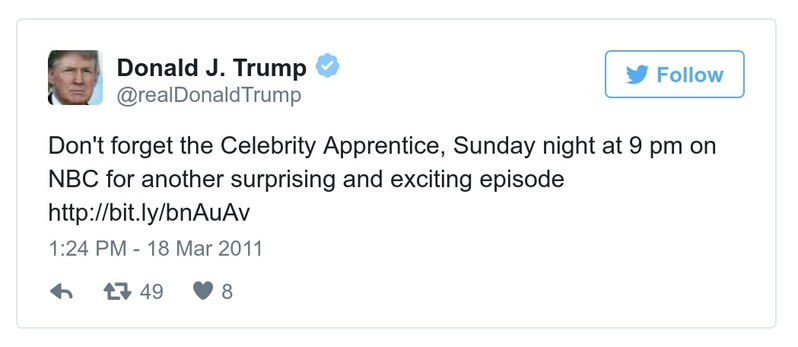 Donald J. Trump
@realDonaldTrump
Follow
Don't forget the Celebrity Apprentice, Sunday night at 9 pm on
NBC for another surprising and exciting episode
http://bit.ly/bnAuAv
1:24 PM - 18 Mar 2011
49 8